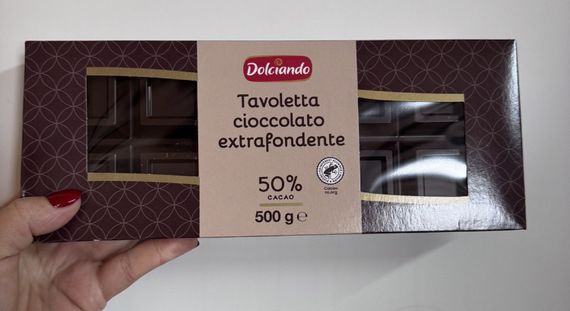 Dolciando
Tavoletta
cioccolato
extrafondente
50%
CACAO
500 g ℮